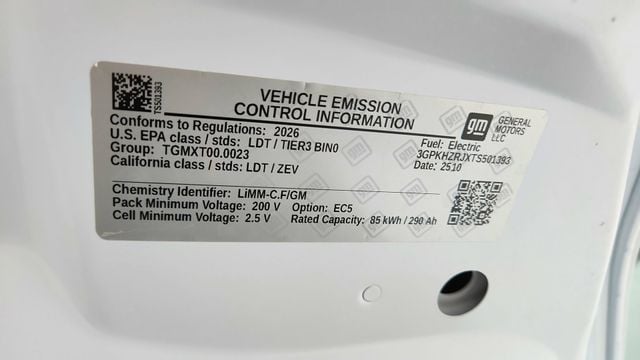 TS501393
VEHICLE EMISSION
CONTROL INFORMATION
gm GENERAL
MOTORS
LLC
Conforms to Regulations: 2026
U.S. EPA class / stds: LDT / TIER3 BIN0
Group: TGMXT00.0023
California class / stds: LDT / ZEV
Fuel: Electric
3GPKHZRJXTS501393
Date: 2510
Chemistry Identifier: LiMM-C.F/GM
Pack Minimum Voltage: 200 V Option: EC5
Cell Minimum Voltage: 2.5 V Rated Capacity: 85 kWh / 290 Ah